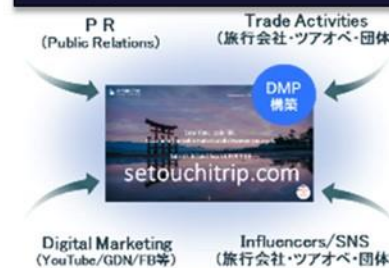 PR
(Public Relations)
Trade Activities
(旅行会社・ツアオペ・団体
DMP
構築
setouchitrip.com
Digital Marketing
(YouTube/GDN/FB等)
Influencers/SNS
(旅行会社・ツアオペ・団体